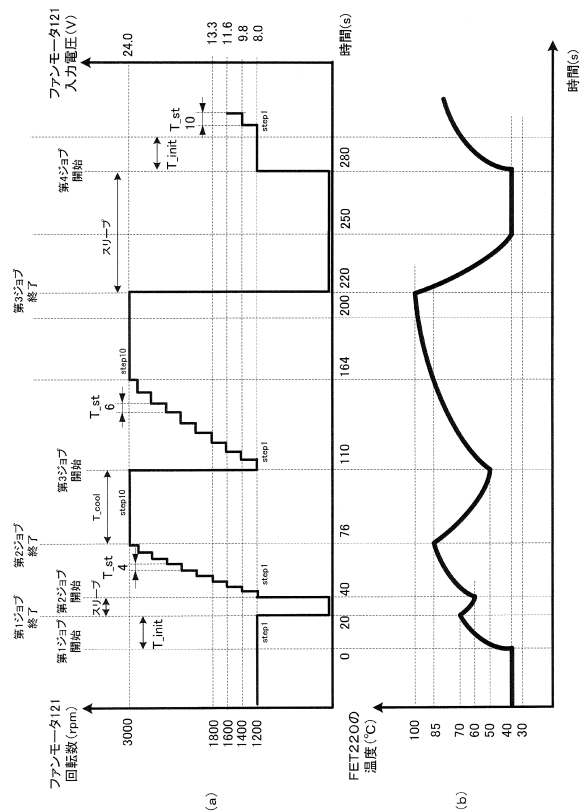 ファンモータ121
回転数(rpm)
ファンモータ121
入力電圧(V)
第1ジョブ
開始
第1ジョブ
終了
スリープ
第2ジョブ
開始
第2ジョブ
終了
第3ジョブ
開始
第3ジョブ
終了
第4ジョブ
開始
3000
1800
1600
1400
1200
24.0
13.3
11.6
9.8
8.0
T_init
step1
T_st
4
step1
T_cool
step10
T_st
6
step1
step10
スリープ
T_init
T_st
10
step1
0
20
40
76
110
164
200
220
250
280
時間(s)
(a)
FET220の
温度(℃)
100
85
70
60
50
40
30
時間(s)
(b)